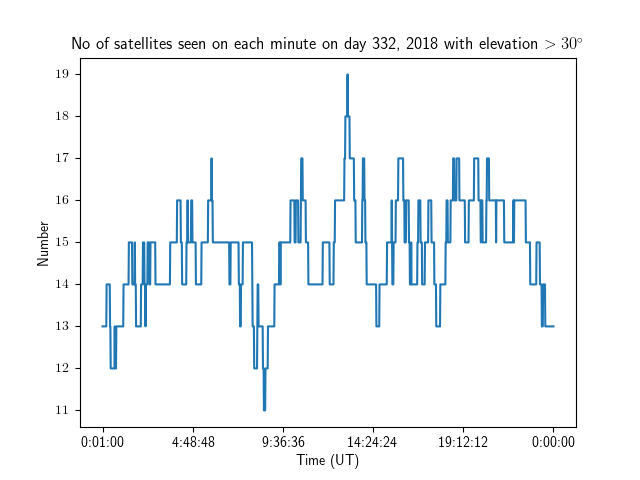 No of satellites seen on each minute on day 332, 2018 with elevation > 30°
19
18
17
16
15
14
13
12
11
Number
0:01:00 4:48:48 9:36:36 14:24:24 19:12:12 0:00:00
Time (UT)